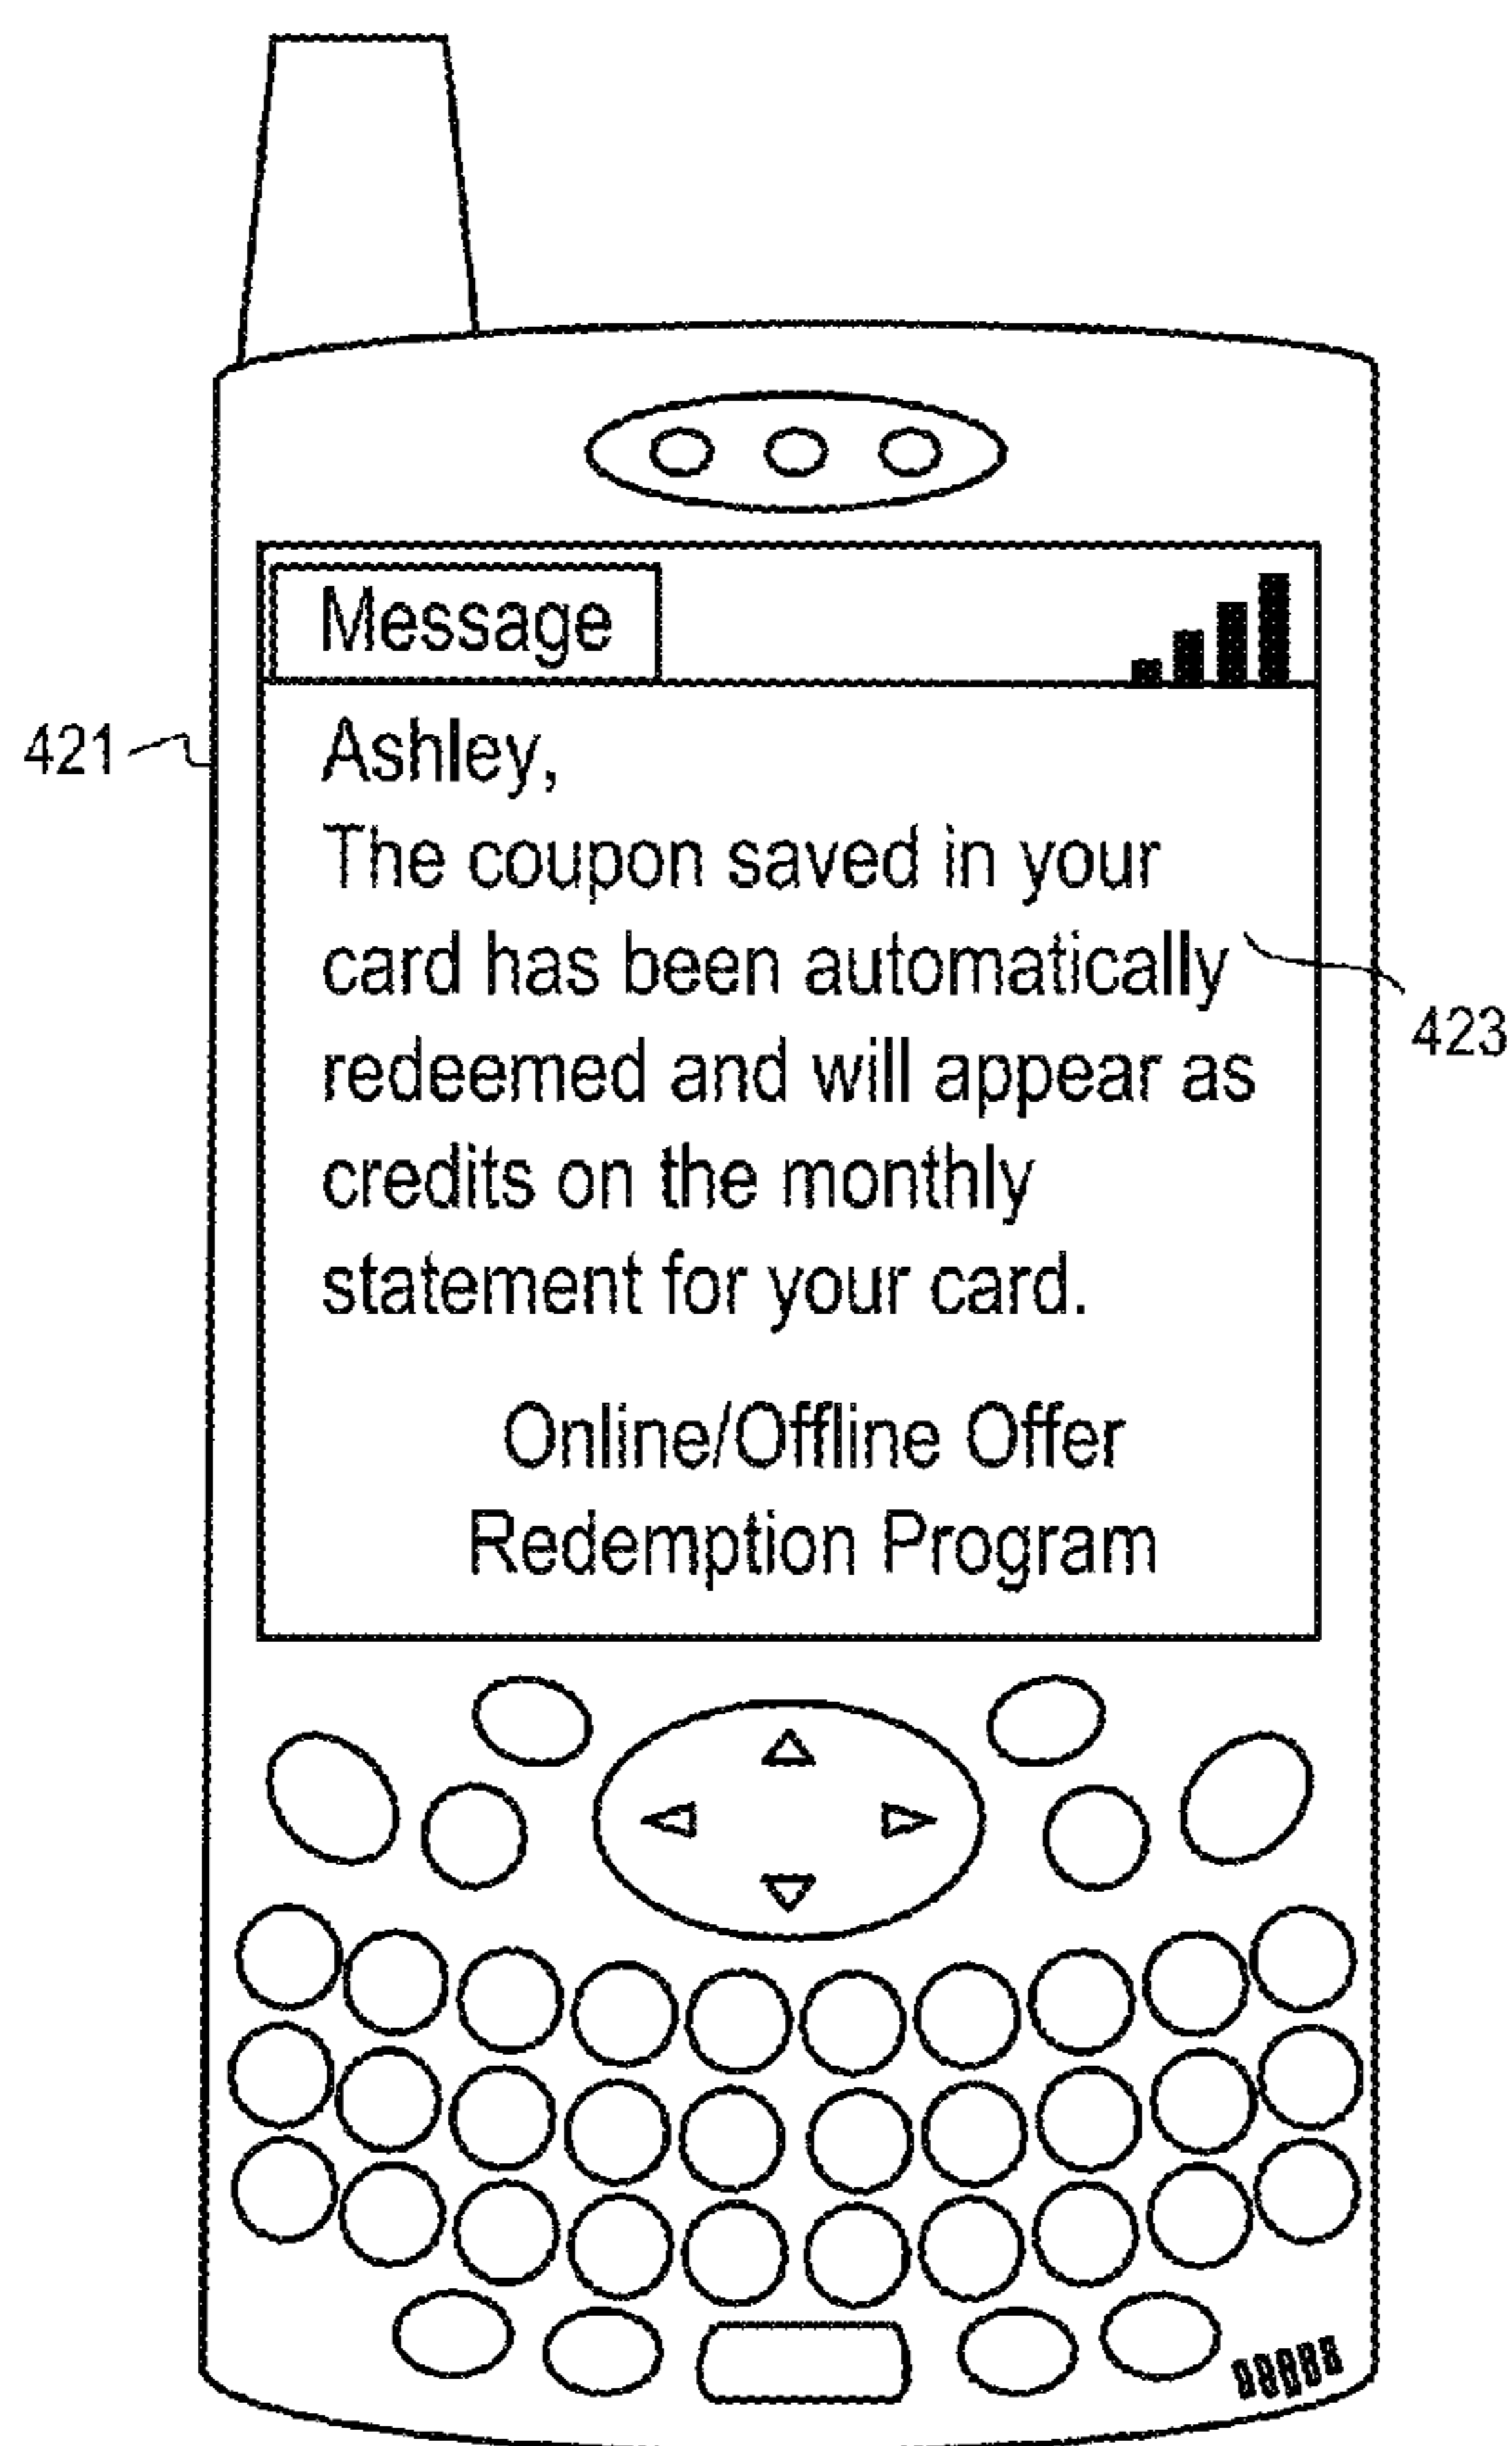 Message
Ashley,
421
The coupon saved in your
card has been automatically
423
redeemed and will appear as
credits on the monthly
statement for your card.
Online/Offline Offer
Redemption Program